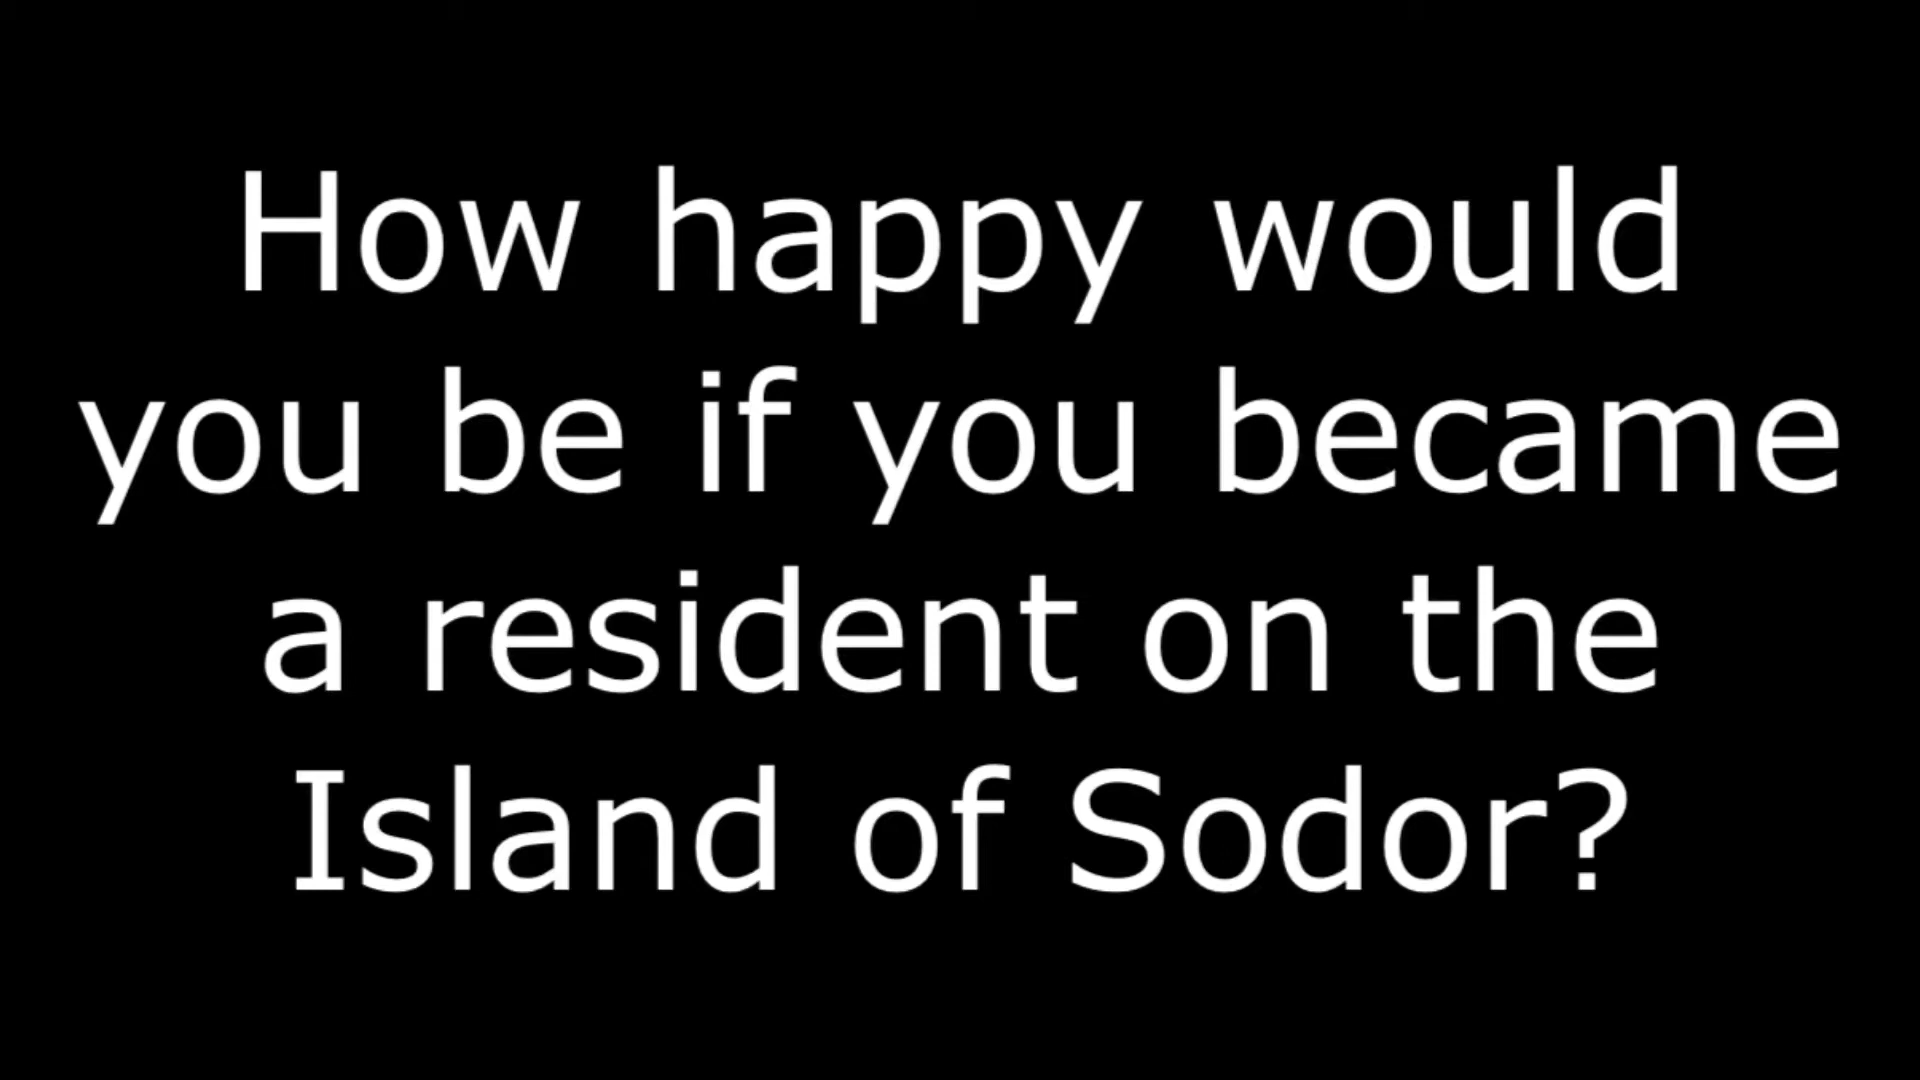 How happy would
you be if you became
a resident on the
Island of Sodor?